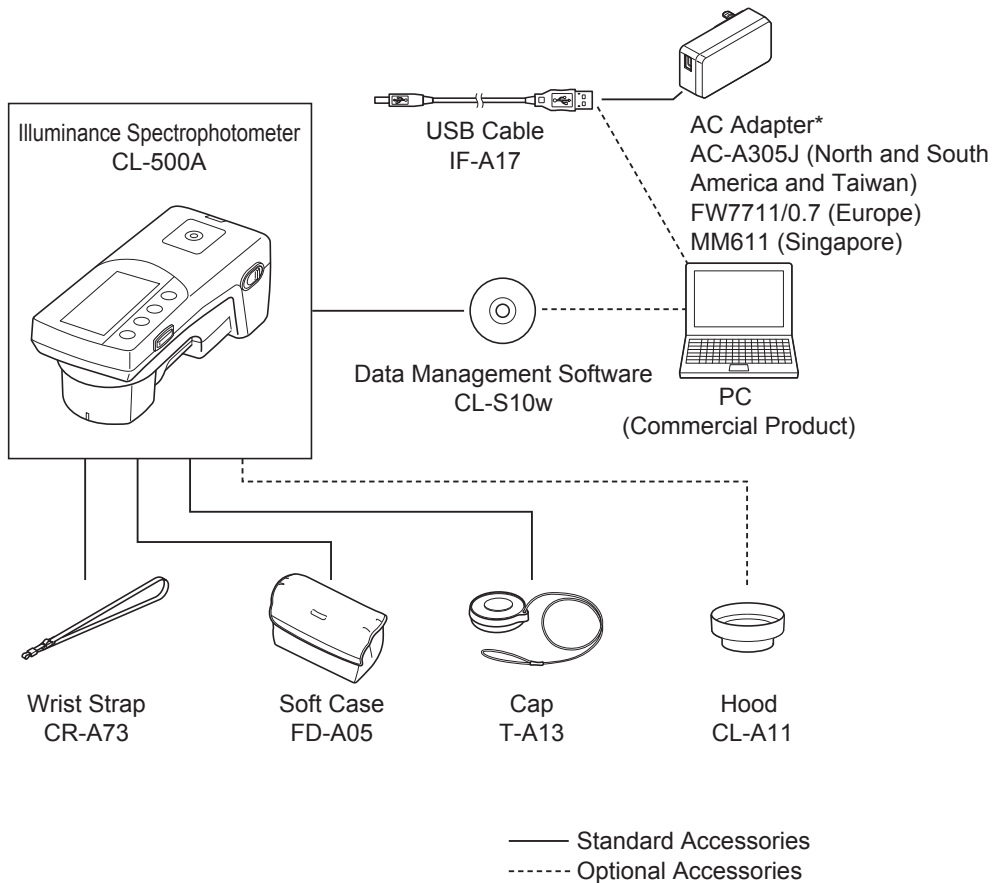 Illuminance Spectrophotometer
CL-500A
USB Cable
IF-A17
AC Adapter*
AC-A305J (North and South
America and Taiwan)
FW7711/0.7 (Europe)
MM611 (Singapore)
Data Management Software
CL-S10w
PC
(Commercial Product)
Wrist Strap
CR-A73
Soft Case
FD-A05
Cap
T-A13
Hood
CL-A11
Standard Accessories
Optional Accessories